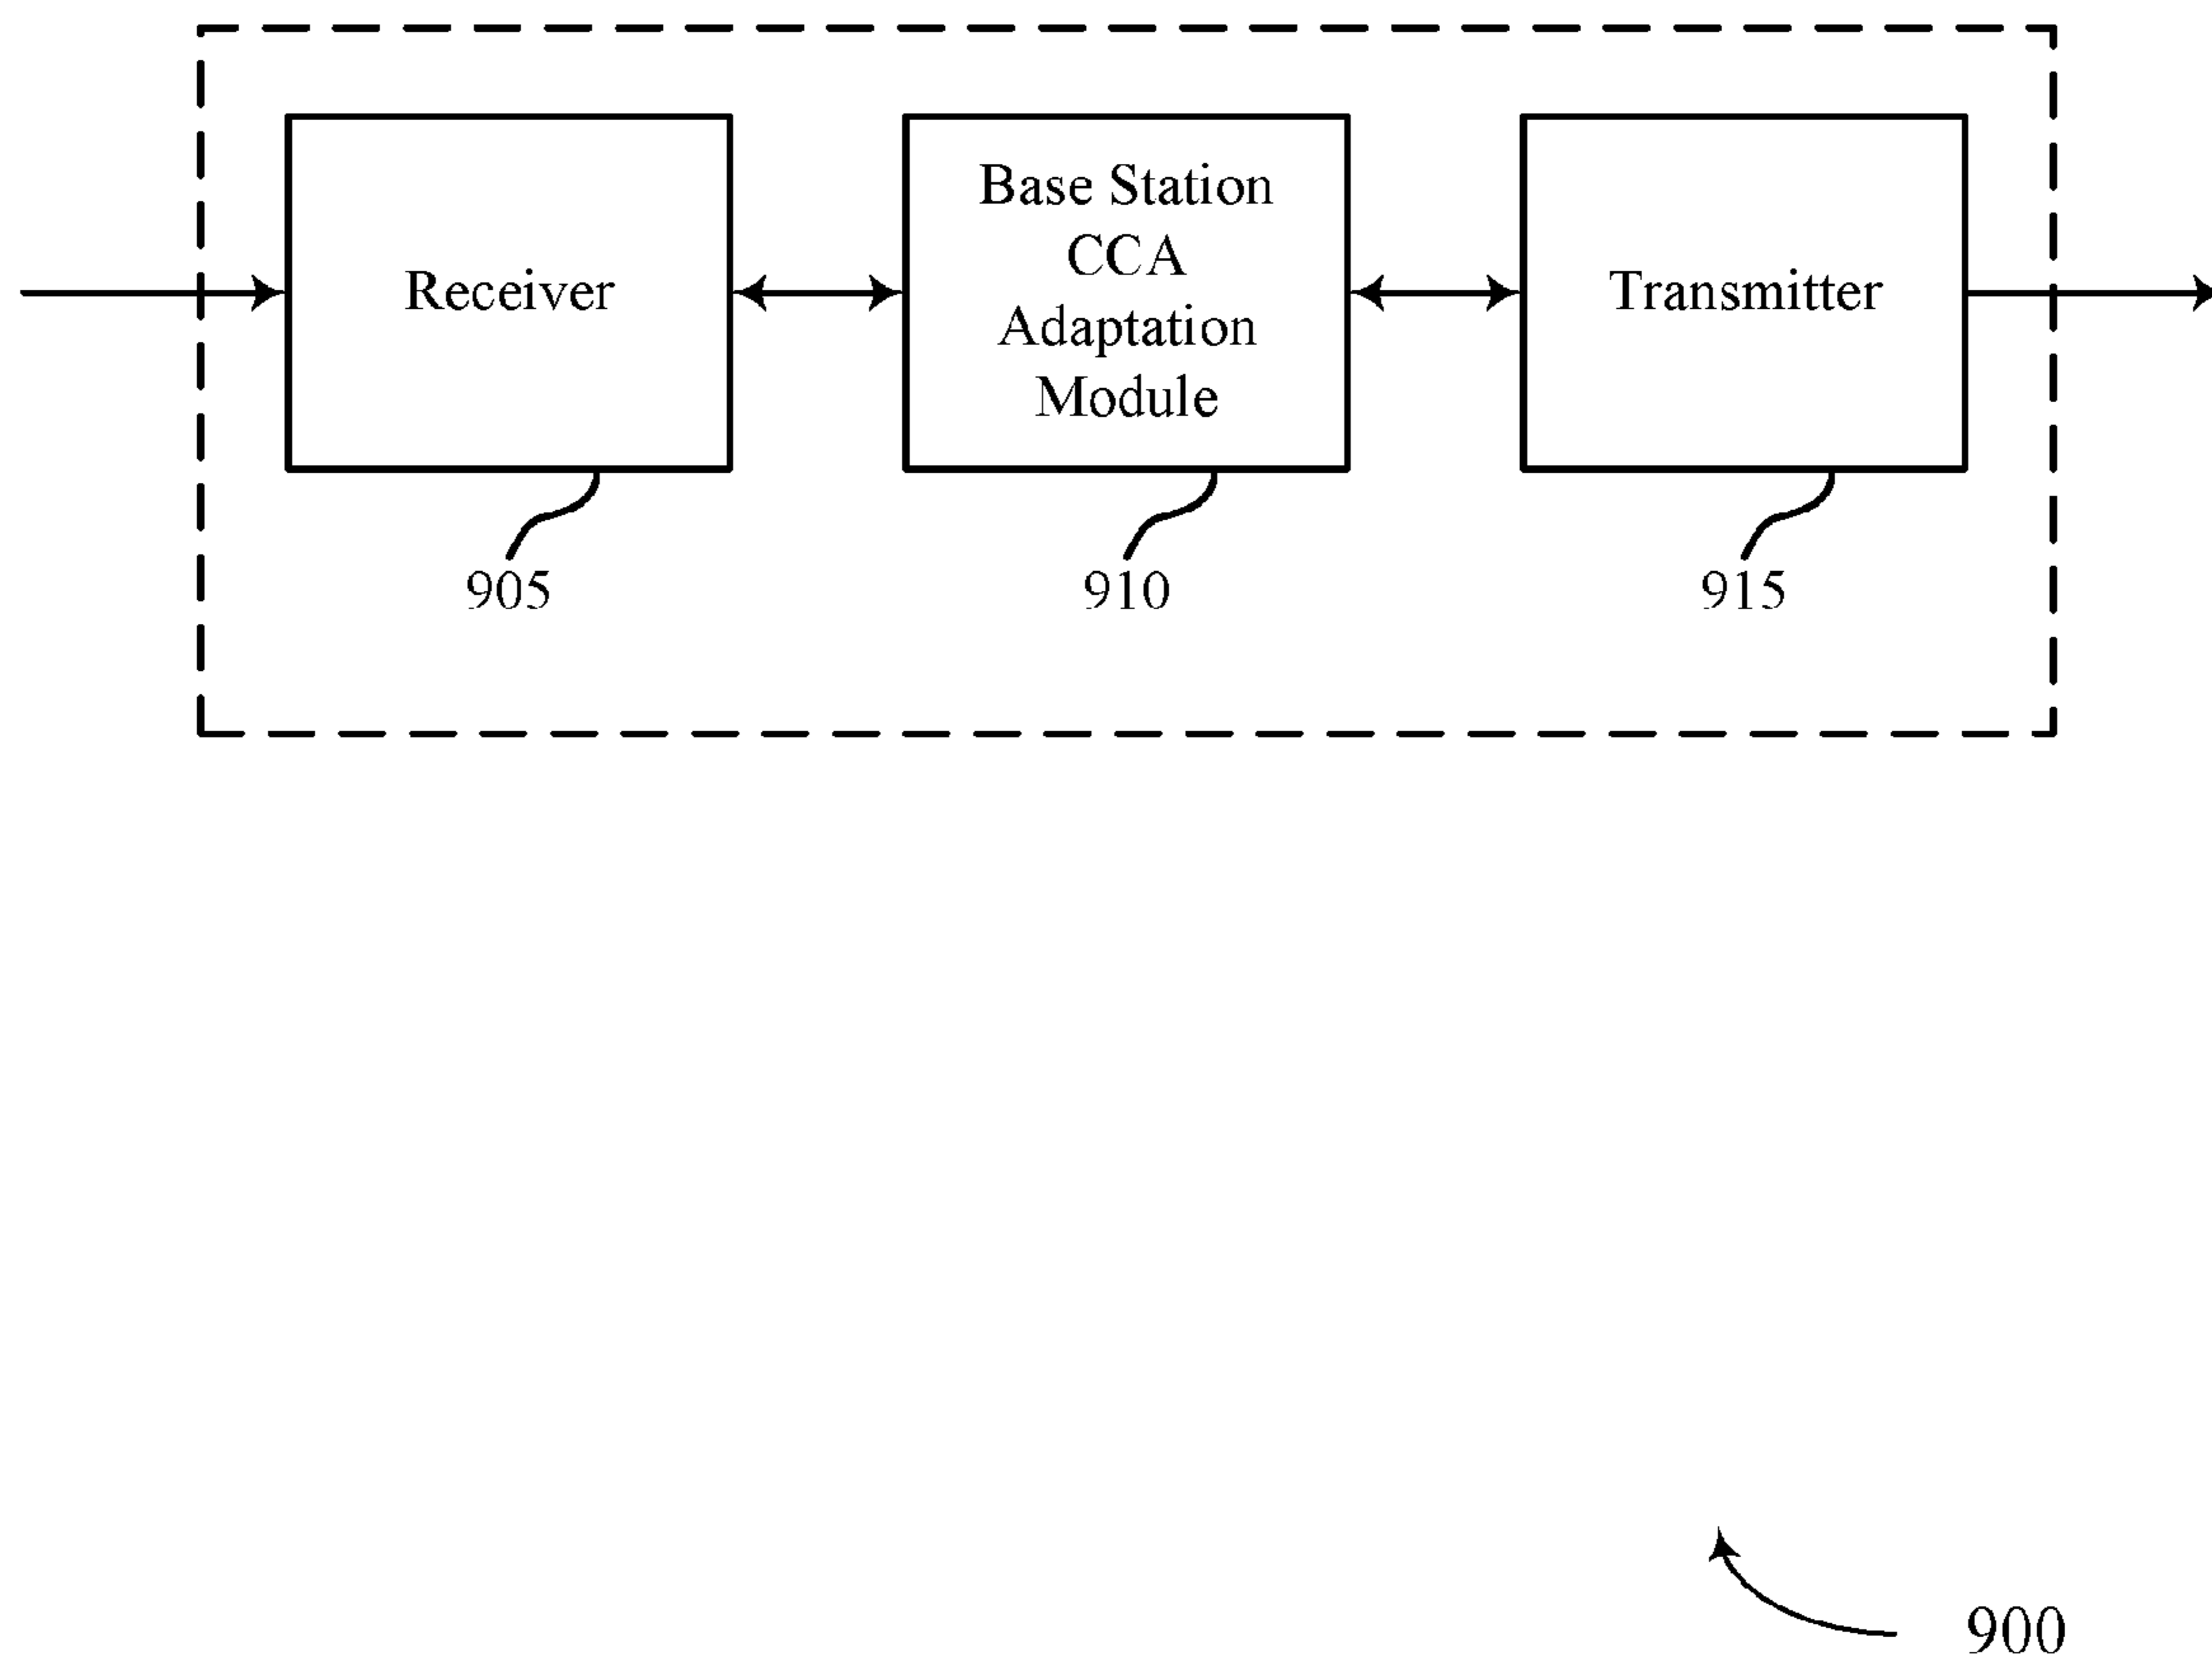 Receiver
Base Station
CCA
Adaptation
Module
Transmitter
905
910
915
900